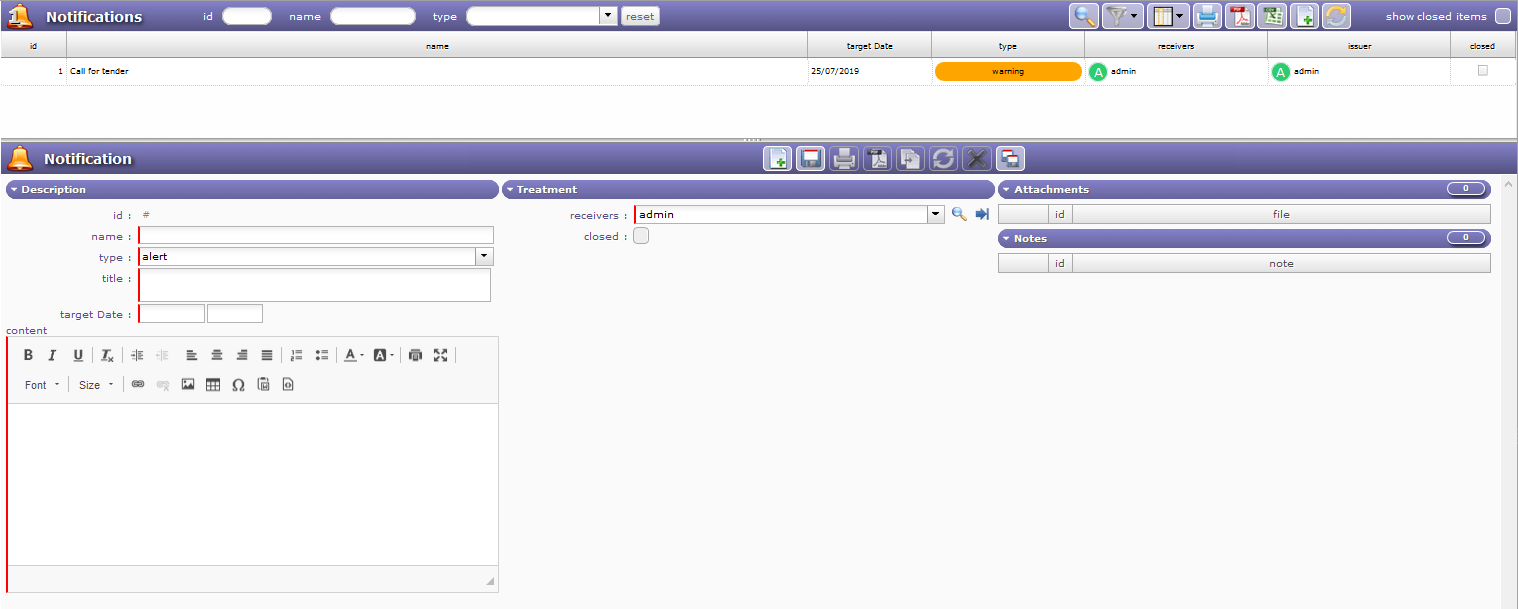 1 Notifications id name type reset show closed items
id name target Date type receivers issuer closed
1 Call for tender 25/07/2019 warning A admin A admin
Notification
Description Treatment Attachments 0
id : # receivers : admin id file
name : closed : Notes 0
type : alert id note
title :
target Date :
content
B I U Tx A A
Font Size Ω